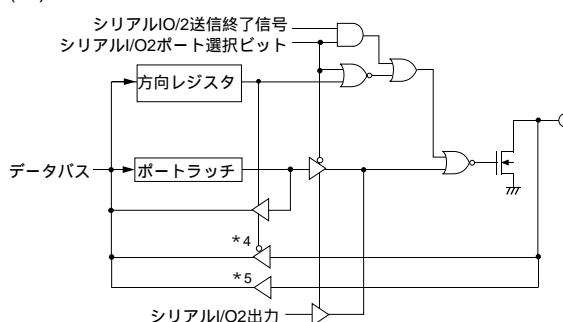 シリアルIO/2送信終了信号
シリアルI/O2ポート選択ビット
方向レジスタ
データバス
ポートラッチ
*4
*5
シリアルI/O2出力